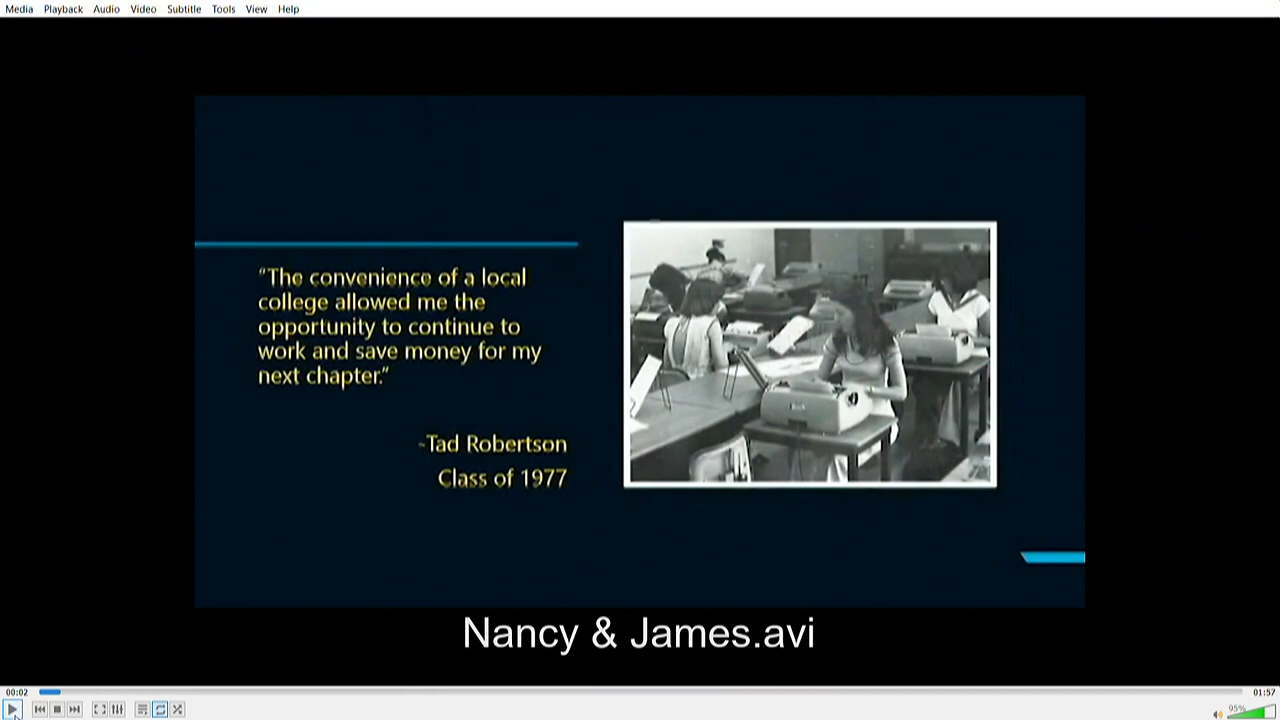 Media Playback Audio Video Subtitle Tools View Help
"The convenience of a local
college allowed me the
opportunity to continue to
work and save money for my
next chapter."
-Tad Robertson
Class of 1977
Nancy & James.avi
00:02
01:57
95%